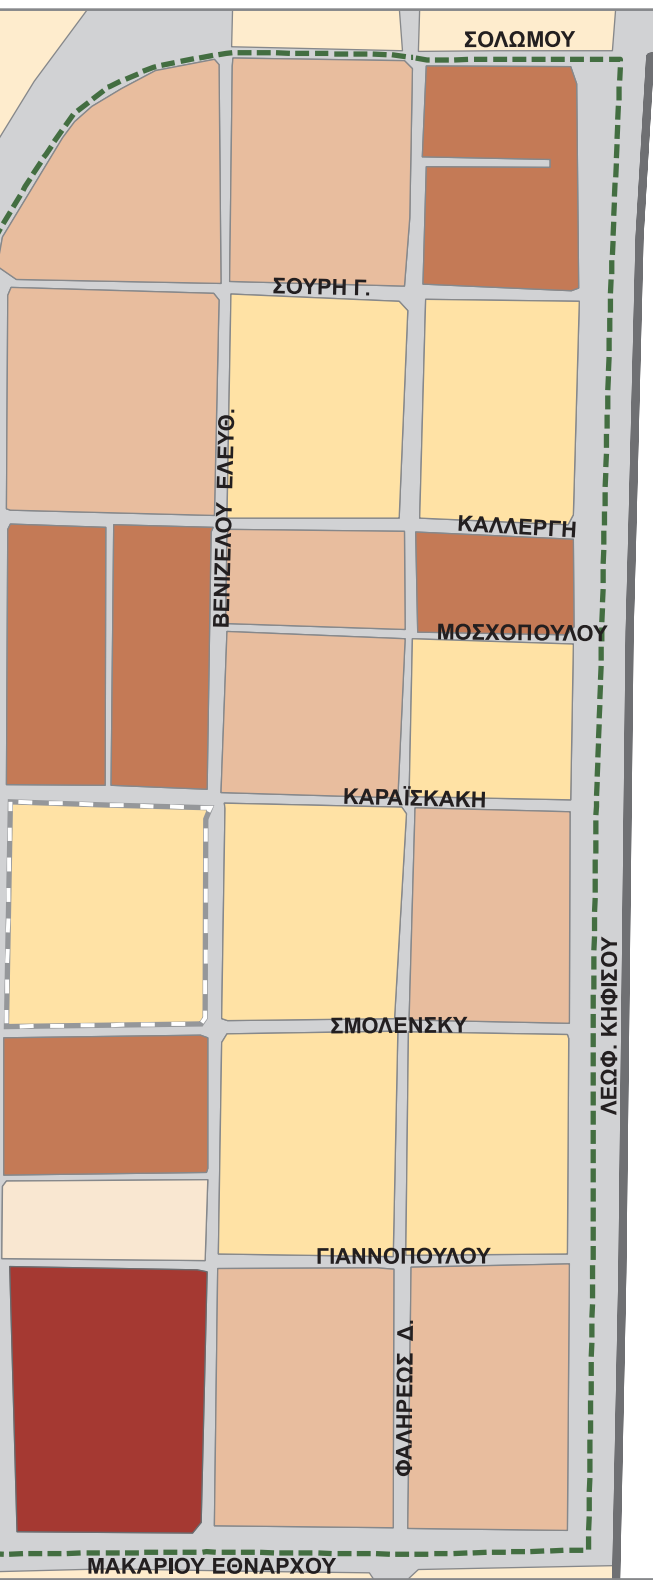 ΣΟΛΩΜΟΥ
ΣΟΥΡΗ Γ.
ΒΕΝΙΖΕΛΟΥ ΕΛΕΥΘ.
ΚΑΛΛΕΡΓΗ
ΜΟΣΧΟΠΟΥΛΟΥ
ΚΑΡΑΪΣΚΑΚΗ
ΛΕΩΦ. ΚΗΦΙΣΟΥ
ΣΜΟΛΕΝΣΚΥ
ΓΙΑΝΝΟΠΟΥΛΟΥ
ΦΑΛΗΡΕΩΣ Δ.
ΜΑΚΑΡΙΟΥ ΕΘΝΑΡΧΟΥ